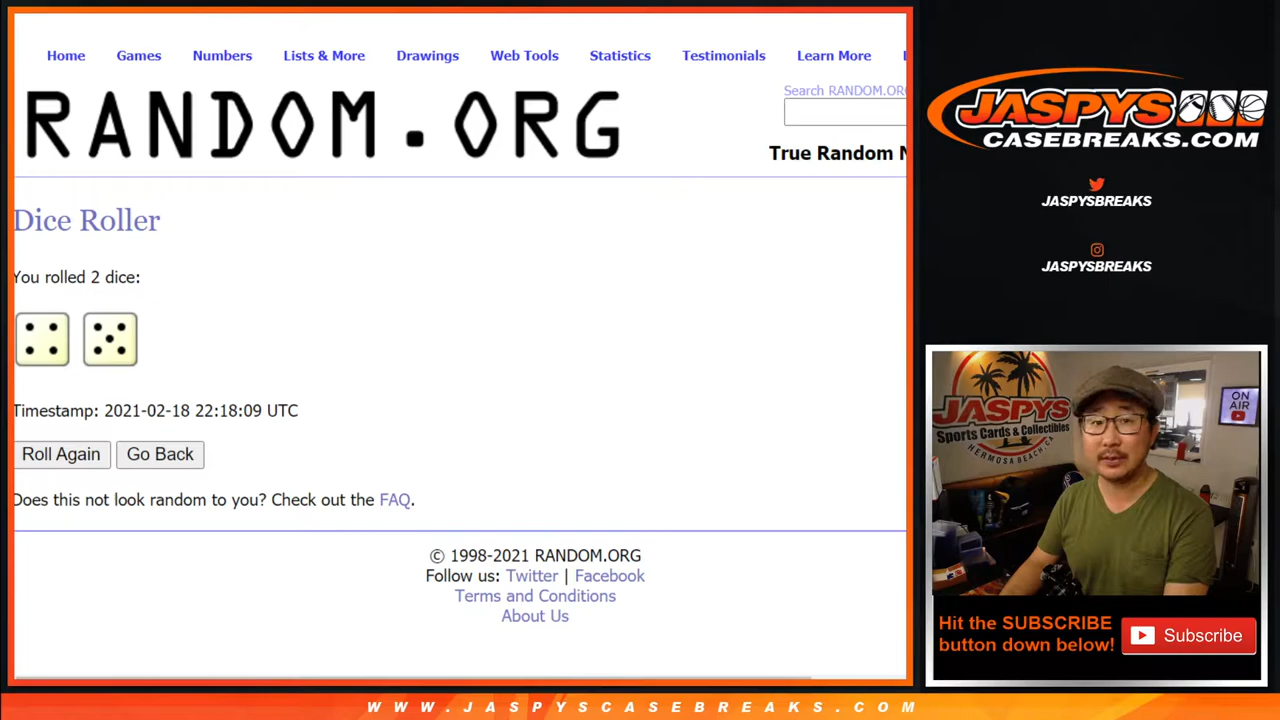 Home Games Numbers Lists & More Drawings Web Tools Statistics Testimonials Learn More
RANDOM.ORG
Search RANDOM.ORG
True Random N
Dice Roller
You rolled 2 dice:
Timestamp: 2021-02-18 22:18:09 UTC
Roll Again Go Back
Does this not look random to you? Check out the FAQ.
© 1998-2021 RANDOM.ORG
Follow us: Twitter | Facebook
Terms and Conditions
About Us
JASPYS
CASEBREAKS.COM
JASPYSBREAKS
JASPYSBREAKS
JASPYS
Sports Cards & Collectibles
HERMOSA BEACH, CA
ON
AIR
Hit the SUBSCRIBE
button down below!
Subscribe
WWW.JASPYSCASEBREAKS.COM